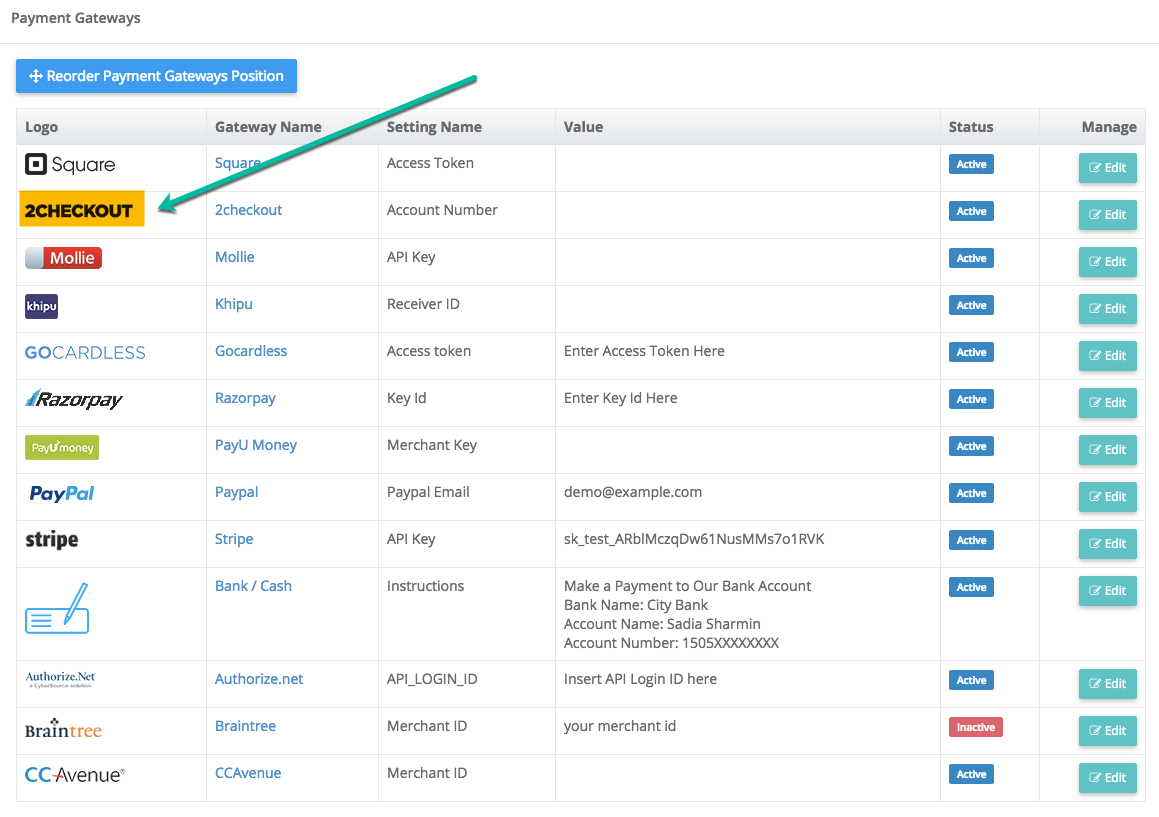 Payment Gateways
Reorder Payment Gateways Position
Logo Gateway Name Setting Name Value Status Manage
Square Square Access Token Active Edit
2CHECKOUT 2checkout Account Number Active Edit
Mollie Mollie API Key Active Edit
khipu Khipu Receiver ID Active Edit
GOCARDLESS Gocardless Access token Enter Access Token Here Active Edit
Razorpay Razorpay Key Id Enter Key Id Here Active Edit
PayUmoney PayU Money Merchant Key Active Edit
PayPal Paypal Paypal Email demo@example.com Active Edit
stripe Stripe API Key sk_test_ARblMczqDw61NusMMs7o1RVK Active Edit
Bank / Cash Instructions Make a Payment to Our Bank Account Active Edit
Bank Name: City Bank
Account Name: Sadia Sharmin
Account Number: 1505XXXXXXXX
Authorize.Net Authorize.net API_LOGIN_ID Insert API Login ID here Active Edit
a CyberSource solution
Braintree Braintree Merchant ID your merchant id Inactive Edit
CCAvenue® CCAvenue Merchant ID Active Edit